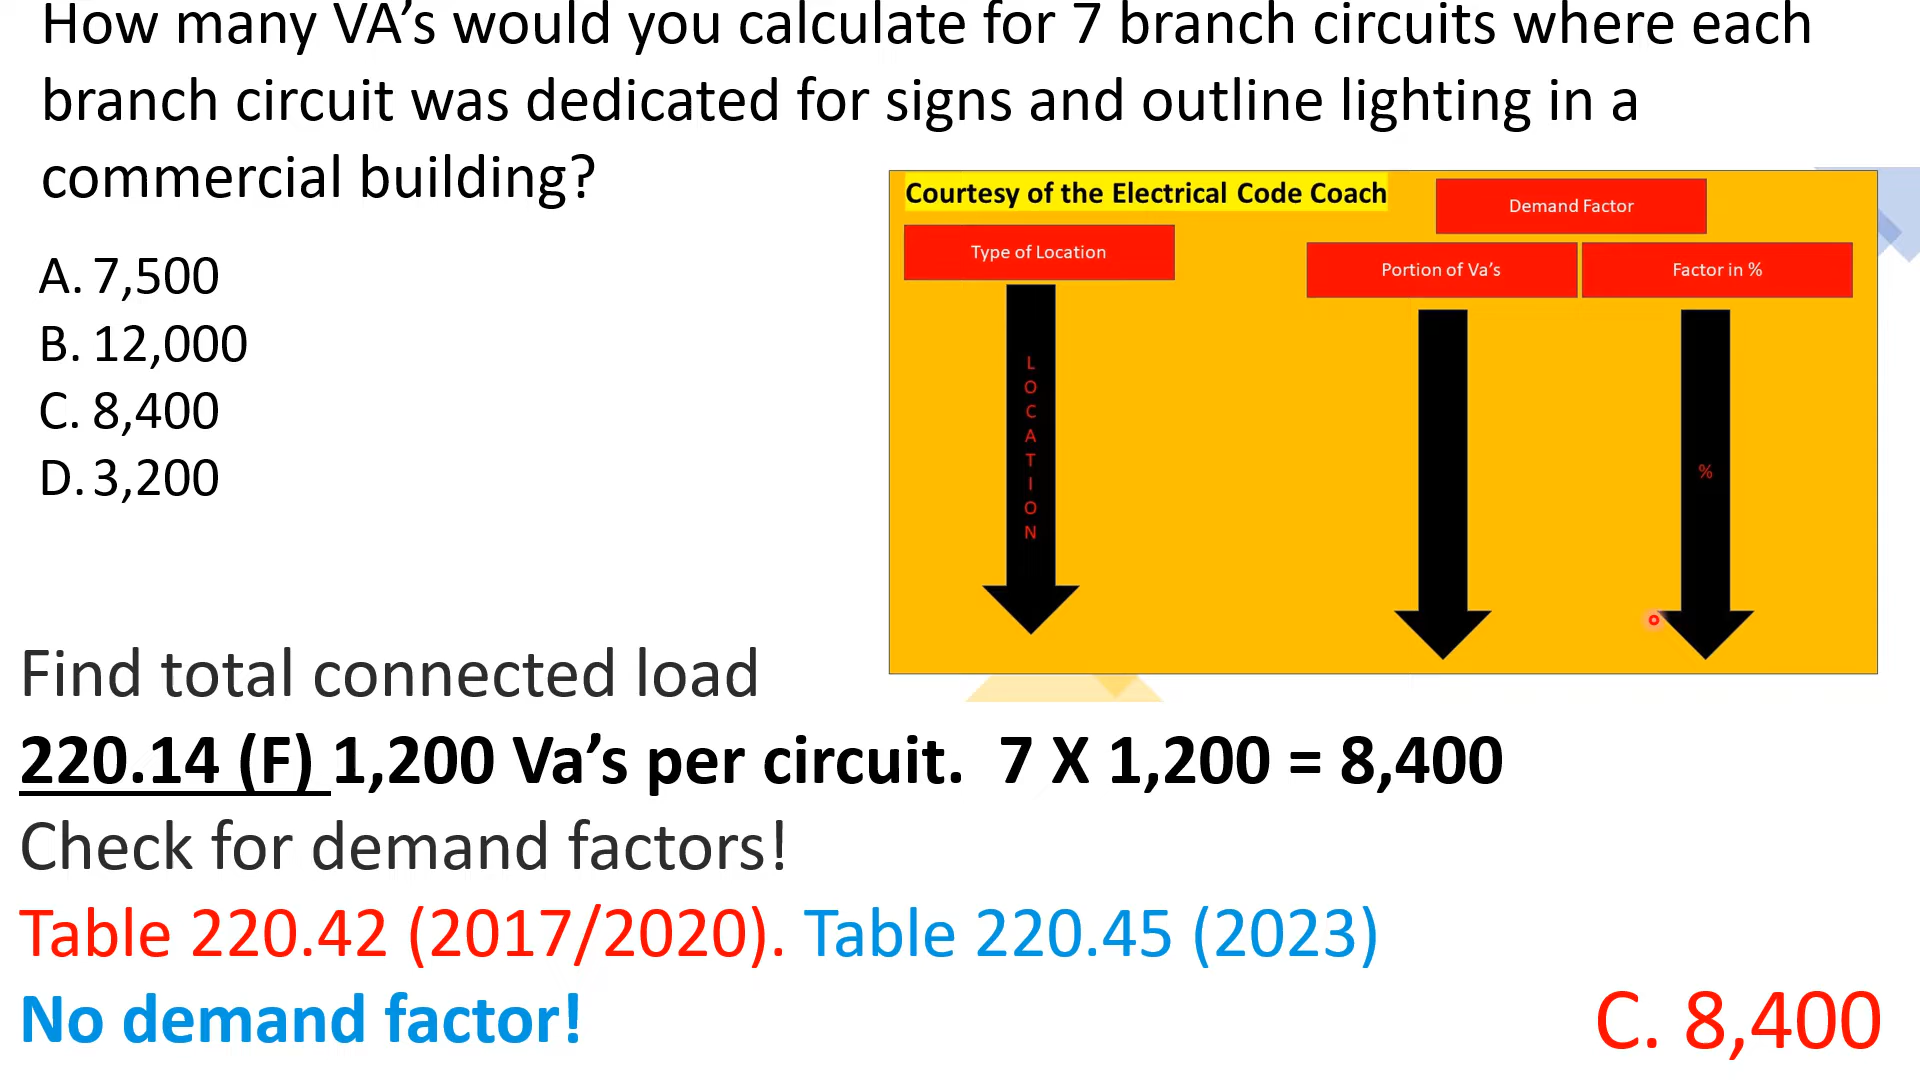 How many VA’s would you calculate for 7 branch circuits where each
branch circuit was dedicated for signs and outline lighting in a
commercial building?
A. 7,500
B. 12,000
C. 8,400
D. 3,200
Courtesy of the Electrical Code Coach
Demand Factor
Type of Location
Portion of Va’s
Factor in %
L
O
C
A
T
I
O
N
%
Find total connected load
220.14 (F) 1,200 Va’s per circuit. 7 X 1,200 = 8,400
Check for demand factors!
Table 220.42 (2017/2020). Table 220.45 (2023)
No demand factor!
C. 8,400